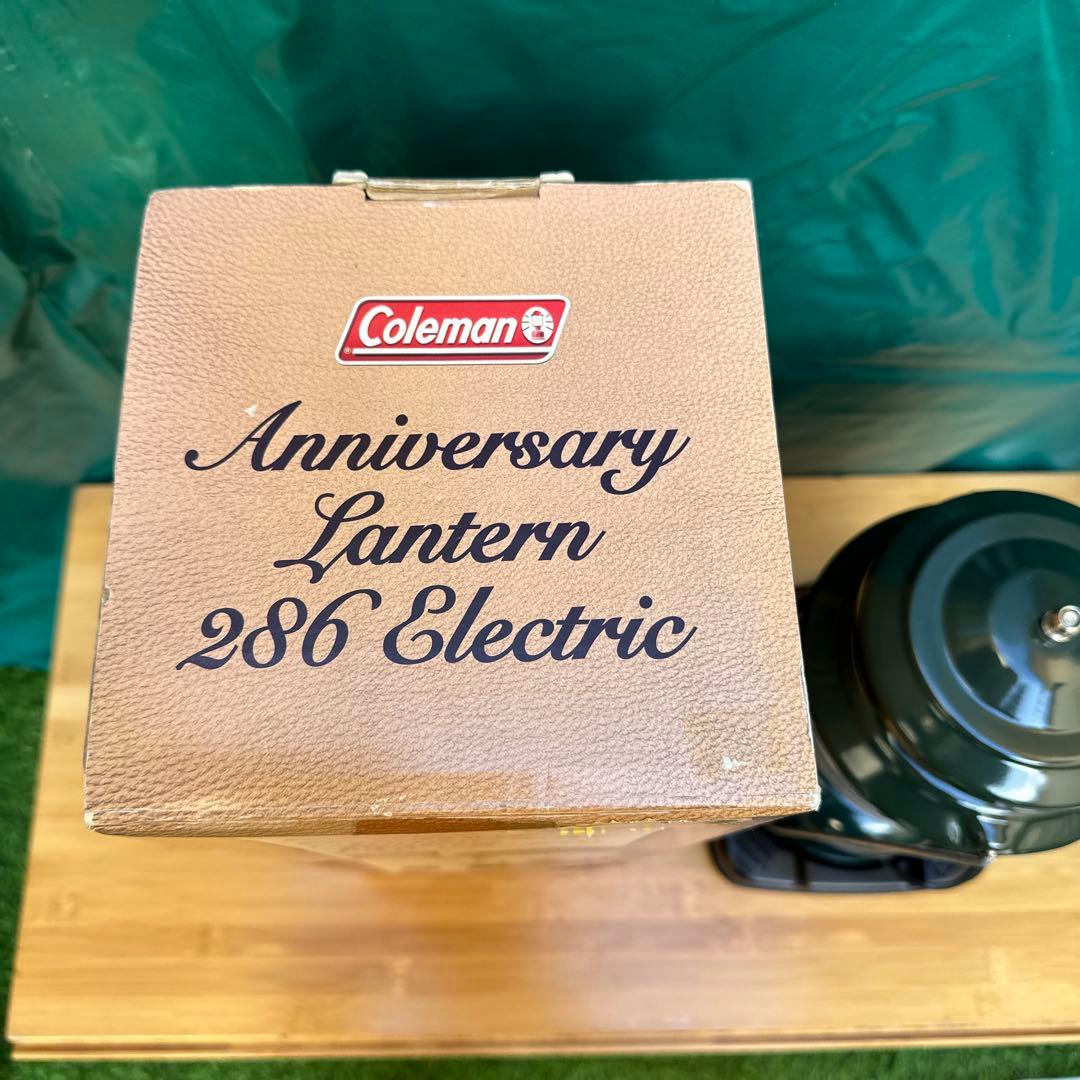 Coleman
Anniversary
Lantern
286 Electric